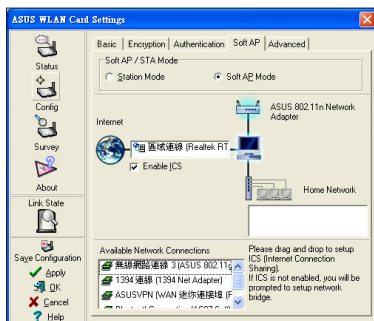 ASUS WLAN Card Settings
Basic
Encryption
Authentication
Soft AP
Advanced
Status
Config
Survey
About
Link State
Save Configuration
Apply
OK
Cancel
Help
Soft AP / STA Mode
Station Mode
Soft AP Mode
Internet
ASUS 802.11n Network
Adapter
區域連線 (Realtek RT
Enable ICS
Home Network
Available Network Connections
無線網路連線 3 (ASUS 802.11g
1394 連線 (1394 Net Adapter)
ASUSVPN (WAN 迷你連接埠 (F
Please drag and drop to setup
ICS (Internet Connection
Sharing).
If ICS is not enabled, you will be
prompted to setup network
bridge.